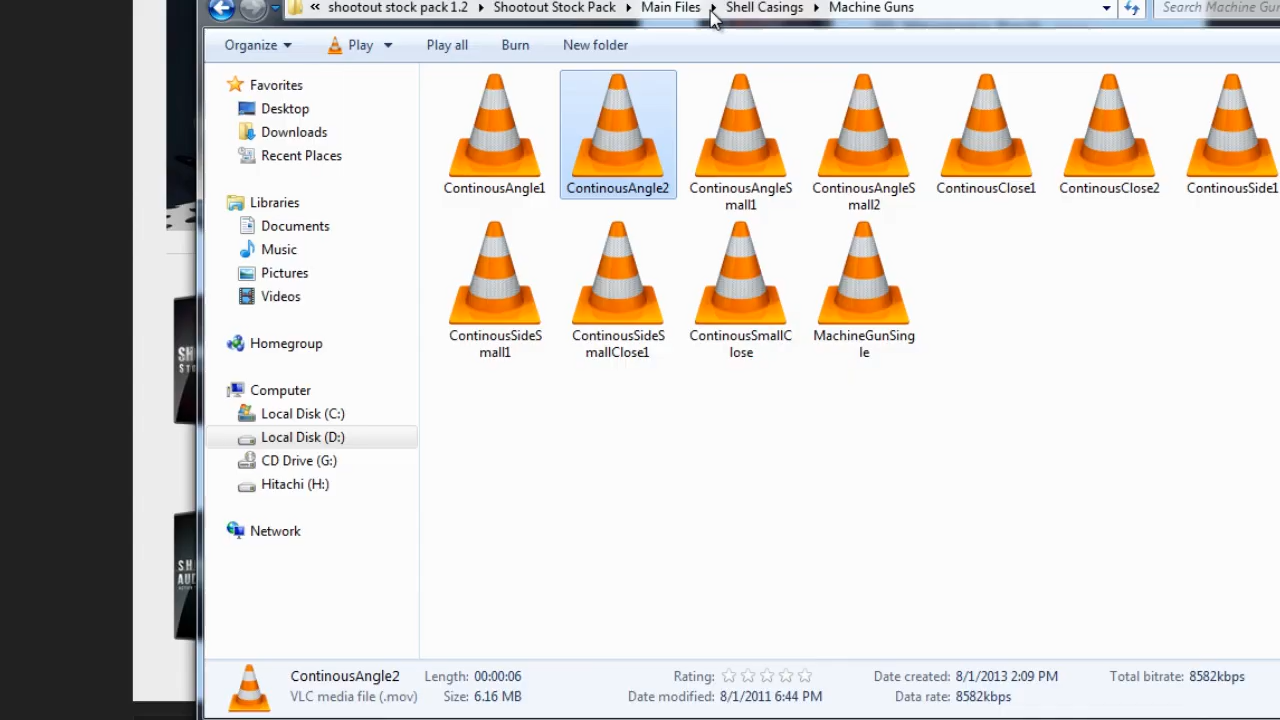 « shootout stock pack 1.2 Shootout Stock Pack Main Files Shell Casings Machine Guns Search Machine Gun
Organize Play Play all Burn New folder
Favorites
Desktop
Downloads
Recent Places
Libraries
Documents
Music
Pictures
Videos
Homegroup
Computer
Local Disk (C:)
Local Disk (D:)
CD Drive (G:)
Hitachi (H:)
Network
ContinousAngle1 ContinousAngle2 ContinousAngleS ContinousAngleS ContinousClose1 ContinousClose2 ContinousSide1
mall1 mall2
ContinousSideS ContinousSideS ContinousSmallC MachineGunSing
mall1 mallClose1 lose le
ContinousAngle2 Length: 00:00:06 Rating: Date created: 8/1/2013 2:09 PM Total bitrate: 8582kbps
VLC media file (.mov) Size: 6.16 MB Date modified: 8/1/2011 6:44 PM Data rate: 8582kbps